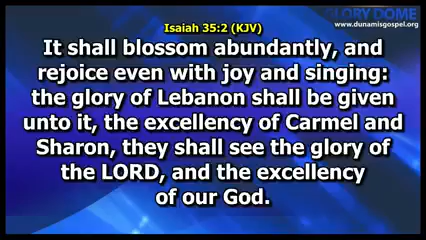 GLORY DOME
www.dunamisgospel.org
Isaiah 35:2 (KJV)
It shall blossom abundantly, and
rejoice even with joy and singing:
the glory of Lebanon shall be given
unto it, the excellency of Carmel and
Sharon, they shall see the glory of
the LORD, and the excellency
of our God.